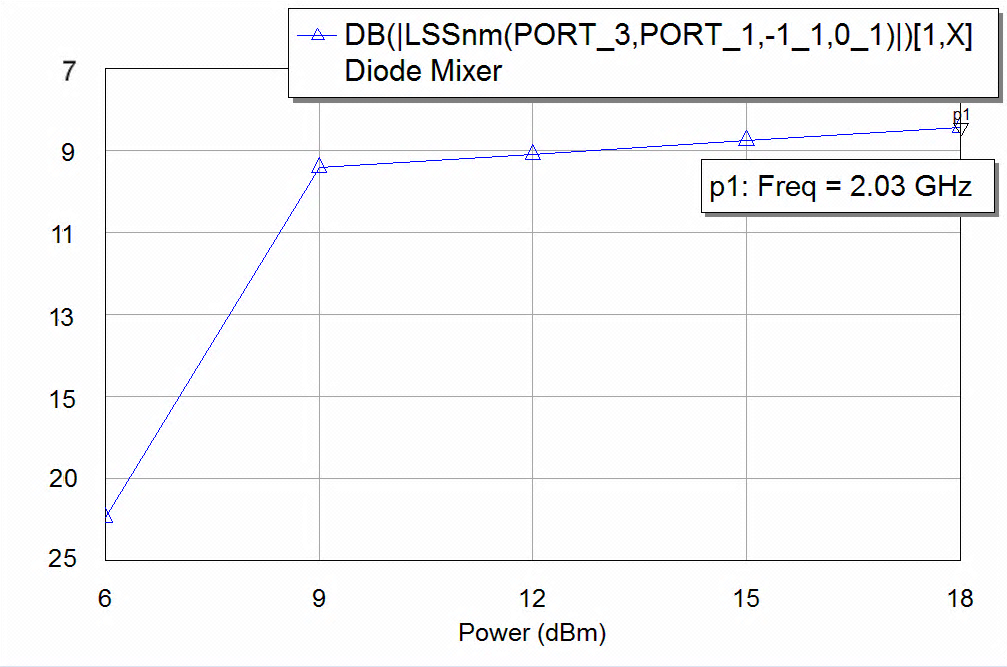 DB(|LSSnm(PORT_3,PORT_1,-1_1,0_1)|)[1,X]
Diode Mixer
7
p1
9
p1: Freq = 2.03 GHz
11
13
15
20
25
6 9 12 15 18
Power (dBm)